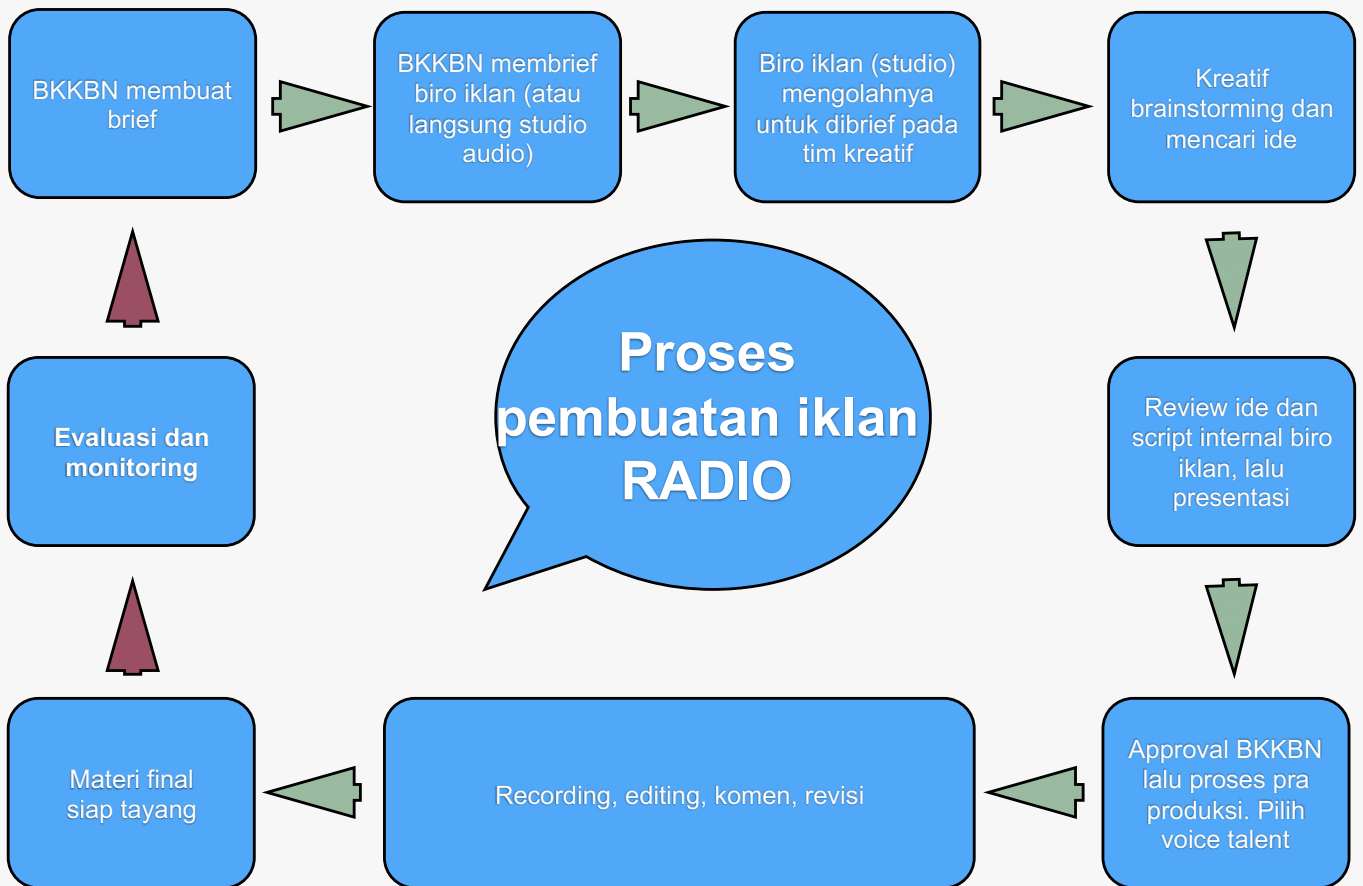 BKKBN membuat
brief
BKKBN membrief
biro iklan (atau
langsung studio
audio)
Biro iklan (studio)
mengolahnya
untuk dibrief pada
tim kreatif
Kreatif
brainstorming dan
mencari ide
Proses
pembuatan iklan
RADIO
Review ide dan
script internal biro
iklan, lalu
presentasi
Approval BKKBN
lalu proses pra
produksi. Pilih
voice talent
Recording, editing, komen, revisi
Materi final
siap tayang
Evaluasi dan
monitoring